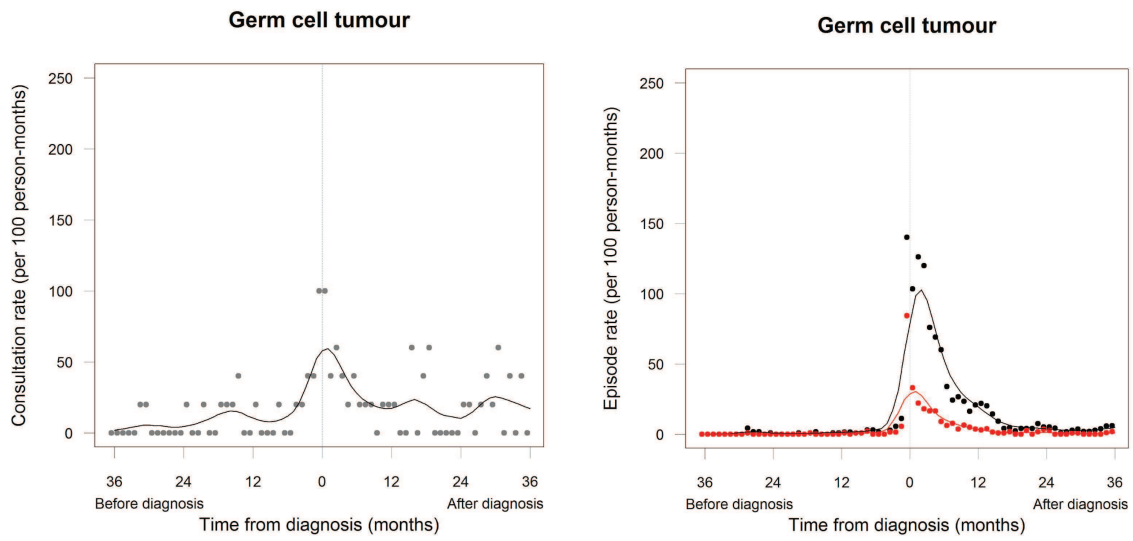 Germ cell tumour
Consultation rate (per 100 person-months)
250
200
150
100
50
0
36
24
12
0
12
24
36
Before diagnosis
After diagnosis
Time from diagnosis (months)
Germ cell tumour
Episode rate (per 100 person-months)
250
200
150
100
50
0
36
24
12
0
12
24
36
Before diagnosis
After diagnosis
Time from diagnosis (months)